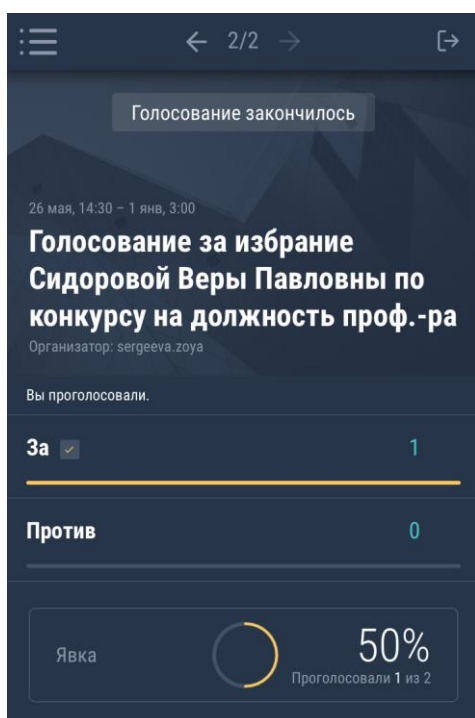 2/2
Голосование закончилось
26 мая, 14:30 – 1 янв, 3:00
Голосование за избрание
Сидоровой Веры Павловны по
конкурсу на должность проф.-ра
Организатор: sergeeva.zoya
Вы проголосовали.
За 1
Против 0
Явка 50%
Проголосовали 1 из 2